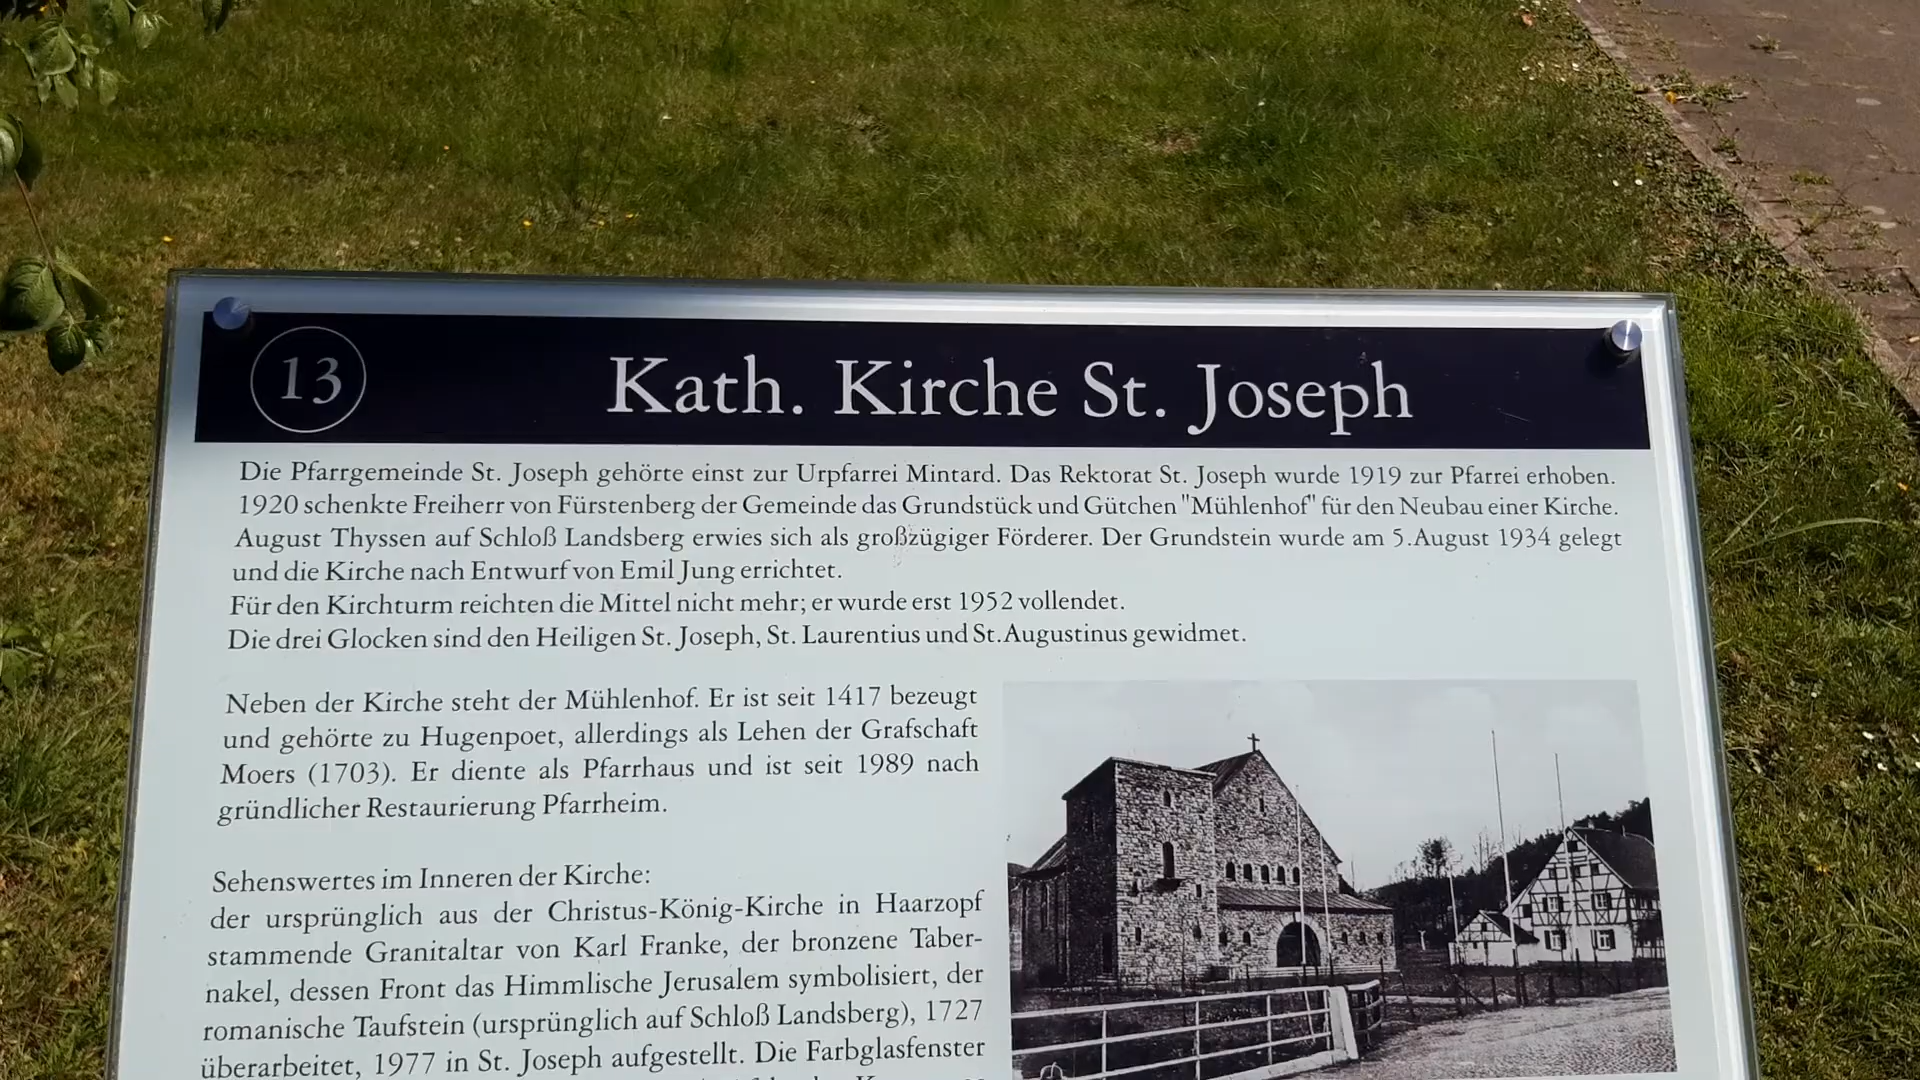 13
Kath. Kirche St. Joseph
Die Pfarrgemeinde St. Joseph gehörte einst zur Urpfarrei Mintard. Das Rektorat St. Joseph wurde 1919 zur Pfarrei erhoben.
1920 schenkte Freiherr von Fürstenberg der Gemeinde das Grundstück und Gütchen "Mühlenhof" für den Neubau einer Kirche.
August Thyssen auf Schloß Landsberg erwies sich als großzügiger Förderer. Der Grundstein wurde am 5.August 1934 gelegt
und die Kirche nach Entwurf von Emil Jung errichtet.
Für den Kirchturm reichten die Mittel nicht mehr; er wurde erst 1952 vollendet.
Die drei Glocken sind den Heiligen St. Joseph, St. Laurentius und St.Augustinus gewidmet.
Neben der Kirche steht der Mühlenhof. Er ist seit 1417 bezeugt
und gehörte zu Hugenpoet, allerdings als Lehen der Grafschaft
Moers (1703). Er diente als Pfarrhaus und ist seit 1989 nach
gründlicher Restaurierung Pfarrheim.
Sehenswertes im Inneren der Kirche:
der ursprünglich aus der Christus-König-Kirche in Haarzopf
stammende Granitaltar von Karl Franke, der bronzene Taber-
nakel, dessen Front das Himmlische Jerusalem symbolisiert, der
romanische Taufstein (ursprünglich auf Schloß Landsberg), 1727
überarbeitet, 1977 in St. Joseph aufgestellt. Die Farbglasfenster